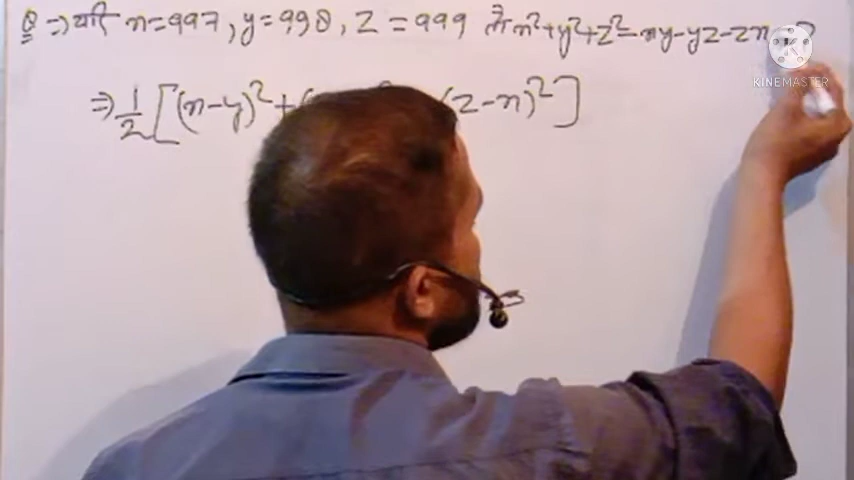 Q ⇒ यदि x=997, y=998, z=999 तो x²+y²+z²-xy-yz-zx
⇒ 1/2[(x-y)²+( (z-x)²]
KINEMASTER